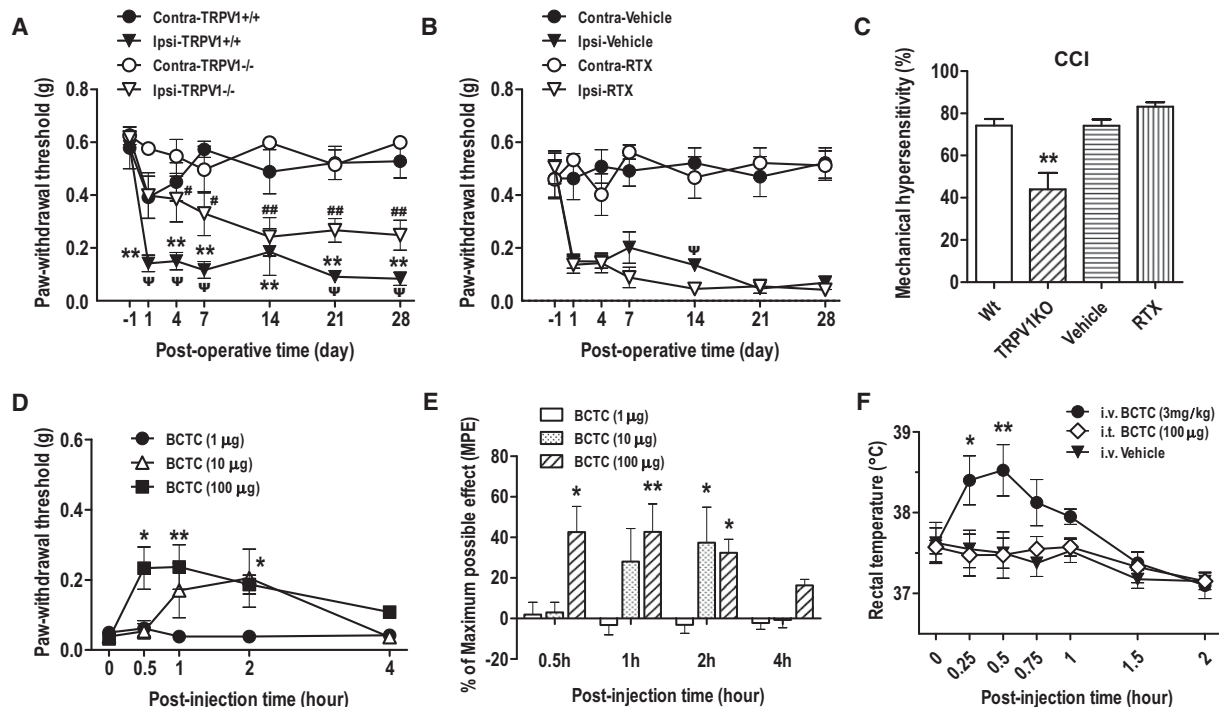 A
Contra-TRPV1+/+
Ipsi-TRPV1+/+
Contra-TRPV1-/-
Ipsi-TRPV1-/-
Paw-withdrawal threshold (g)
0.8
0.6
0.4
0.2
0.0
**
ψ
**
ψ
#
**
ψ
#
##
**
##
**
ψ
##
**
ψ
-1 1 4 7 14 21 28
Post-operative time (day)
B
Contra-Vehicle
Ipsi-Vehicle
Contra-RTX
Ipsi-RTX
Paw-withdrawal threshold (g)
0.8
0.6
0.4
0.2
0.0
ψ
-1 1 4 7 14 21 28
Post-operative time (day)
C
CCI
Mechanical hypersensitivity (%)
100
80
60
40
20
0
**
Wt TRPV1KO Vehicle RTX
D
BCTC (1 μg)
BCTC (10 μg)
BCTC (100 μg)
Paw-withdrawal threshold (g)
0.6
0.4
0.2
0.0
* ** *
0 0.5 1 2 4
Post-injection time (hour)
E
BCTC (1 μg)
BCTC (10 μg)
BCTC (100 μg)
% of Maximum possible effect (MPE)
80
60
40
20
0
-20
* ** * *
0.5h 1h 2h 4h
Post-injection time (hour)
F
i.v. BCTC (3mg/kg)
i.t. BCTC (100 μg)
i.v. Vehicle
Rectal temperature (°C)
39
38
37
* **
0 0.25 0.5 0.75 1 1.5 2
Post-injection time (hour)